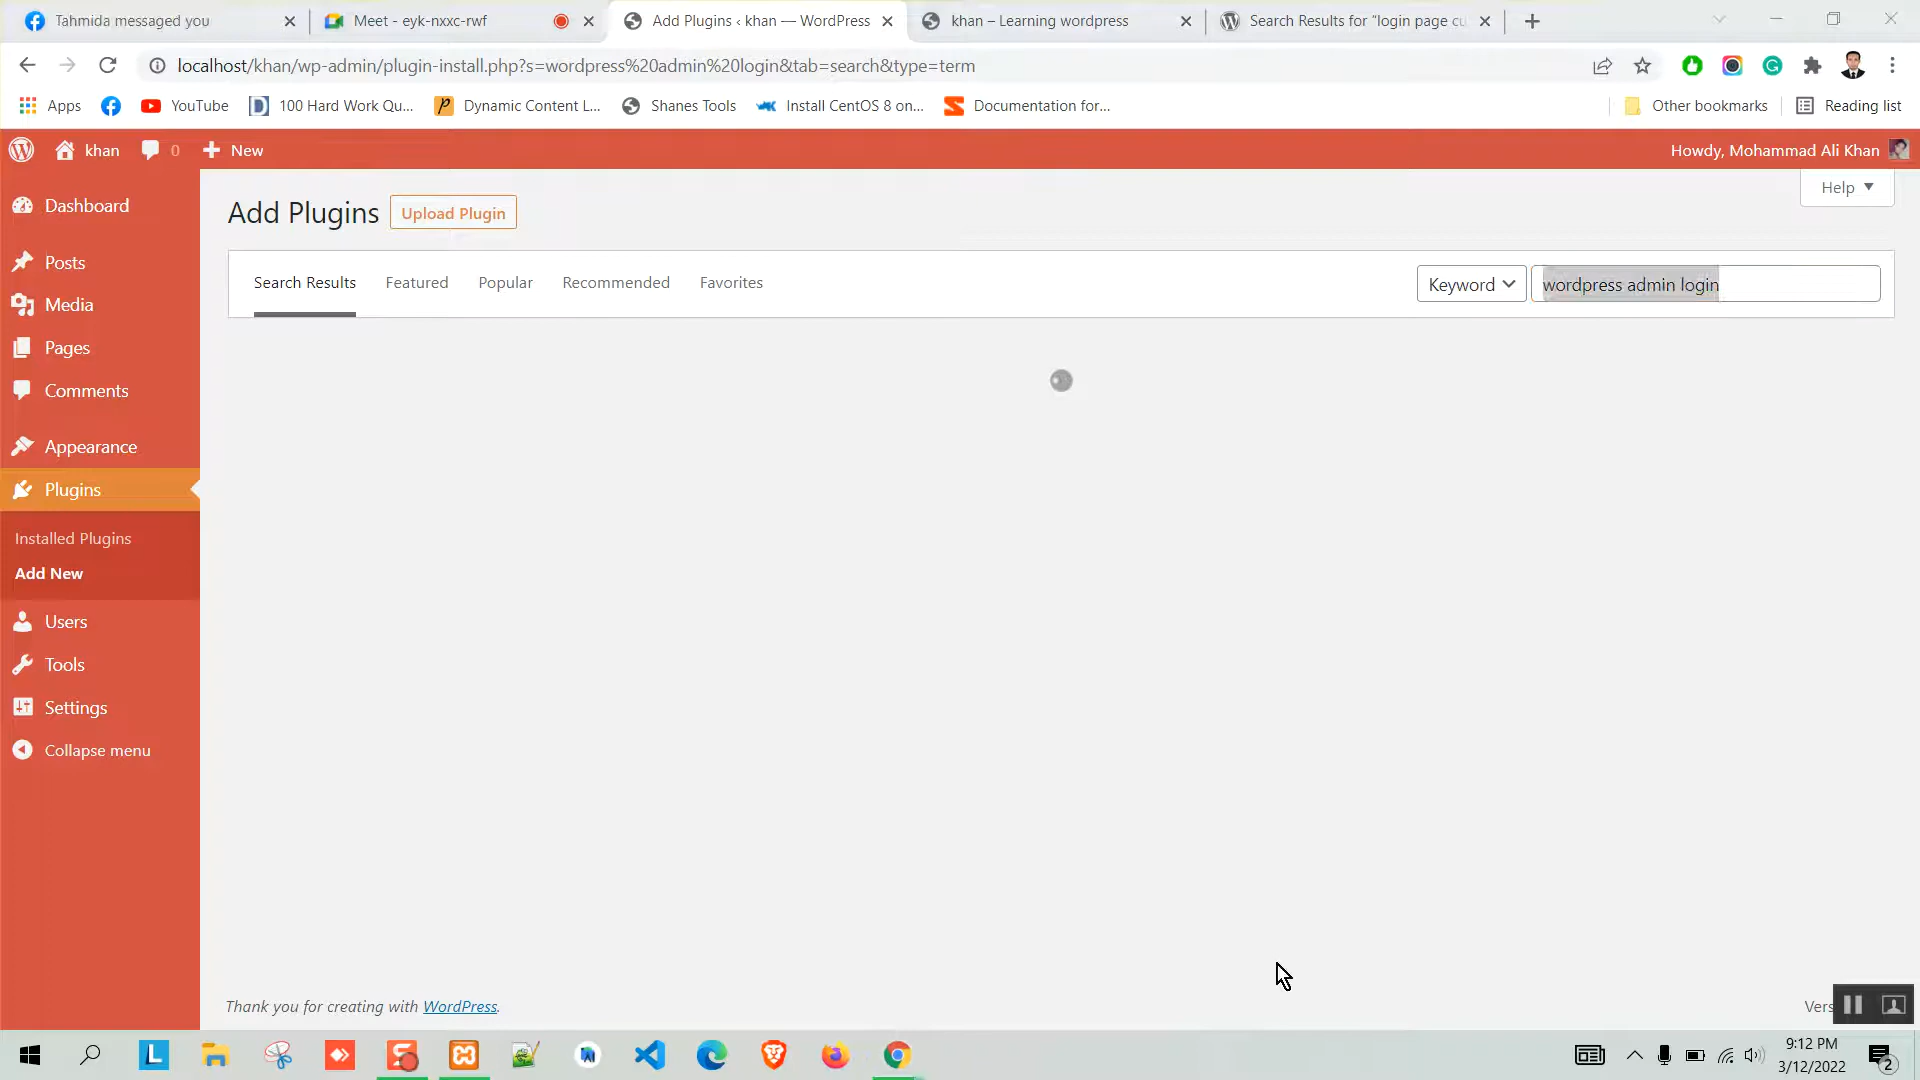 Tahmida messaged you
Meet - eyk-nxxc-rwf
Add Plugins ‹ khan — WordPress
khan – Learning wordpress
Search Results for "login page cu
localhost/khan/wp-admin/plugin-install.php?s=wordpress%20admin%20login&tab=search&type=term
Apps
YouTube
100 Hard Work Qu...
Dynamic Content L...
Shanes Tools
Install CentOS 8 on...
Documentation for...
Other bookmarks
Reading list
khan
0
New
Howdy, Mohammad Ali Khan
Help
Add Plugins
Upload Plugin
Search Results
Featured
Popular
Recommended
Favorites
Keyword
wordpress admin login
Dashboard
Posts
Media
Pages
Comments
Appearance
Plugins
Installed Plugins
Add New
Users
Tools
Settings
Collapse menu
Thank you for creating with WordPress.
Vers
9:12 PM
3/12/2022
2